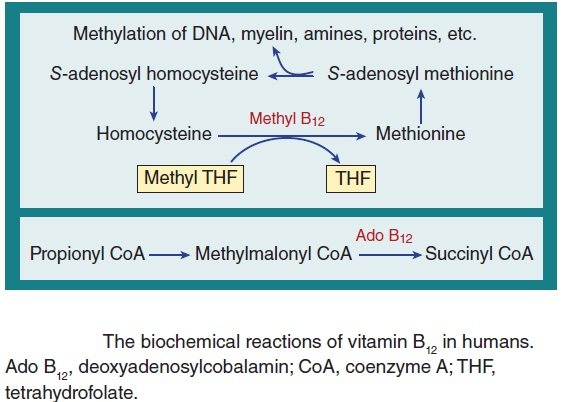 Methylation of DNA, myelin, amines, proteins, etc.
S-adenosyl homocysteine S-adenosyl methionine
Methyl B12
Homocysteine Methionine
Methyl THF THF
Ado B12
Propionyl CoA Methylmalonyl CoA Succinyl CoA
The biochemical reactions of vitamin B12 in humans.
Ado B12, deoxyadenosylcobalamin; CoA, coenzyme A; THF,
tetrahydrofolate.